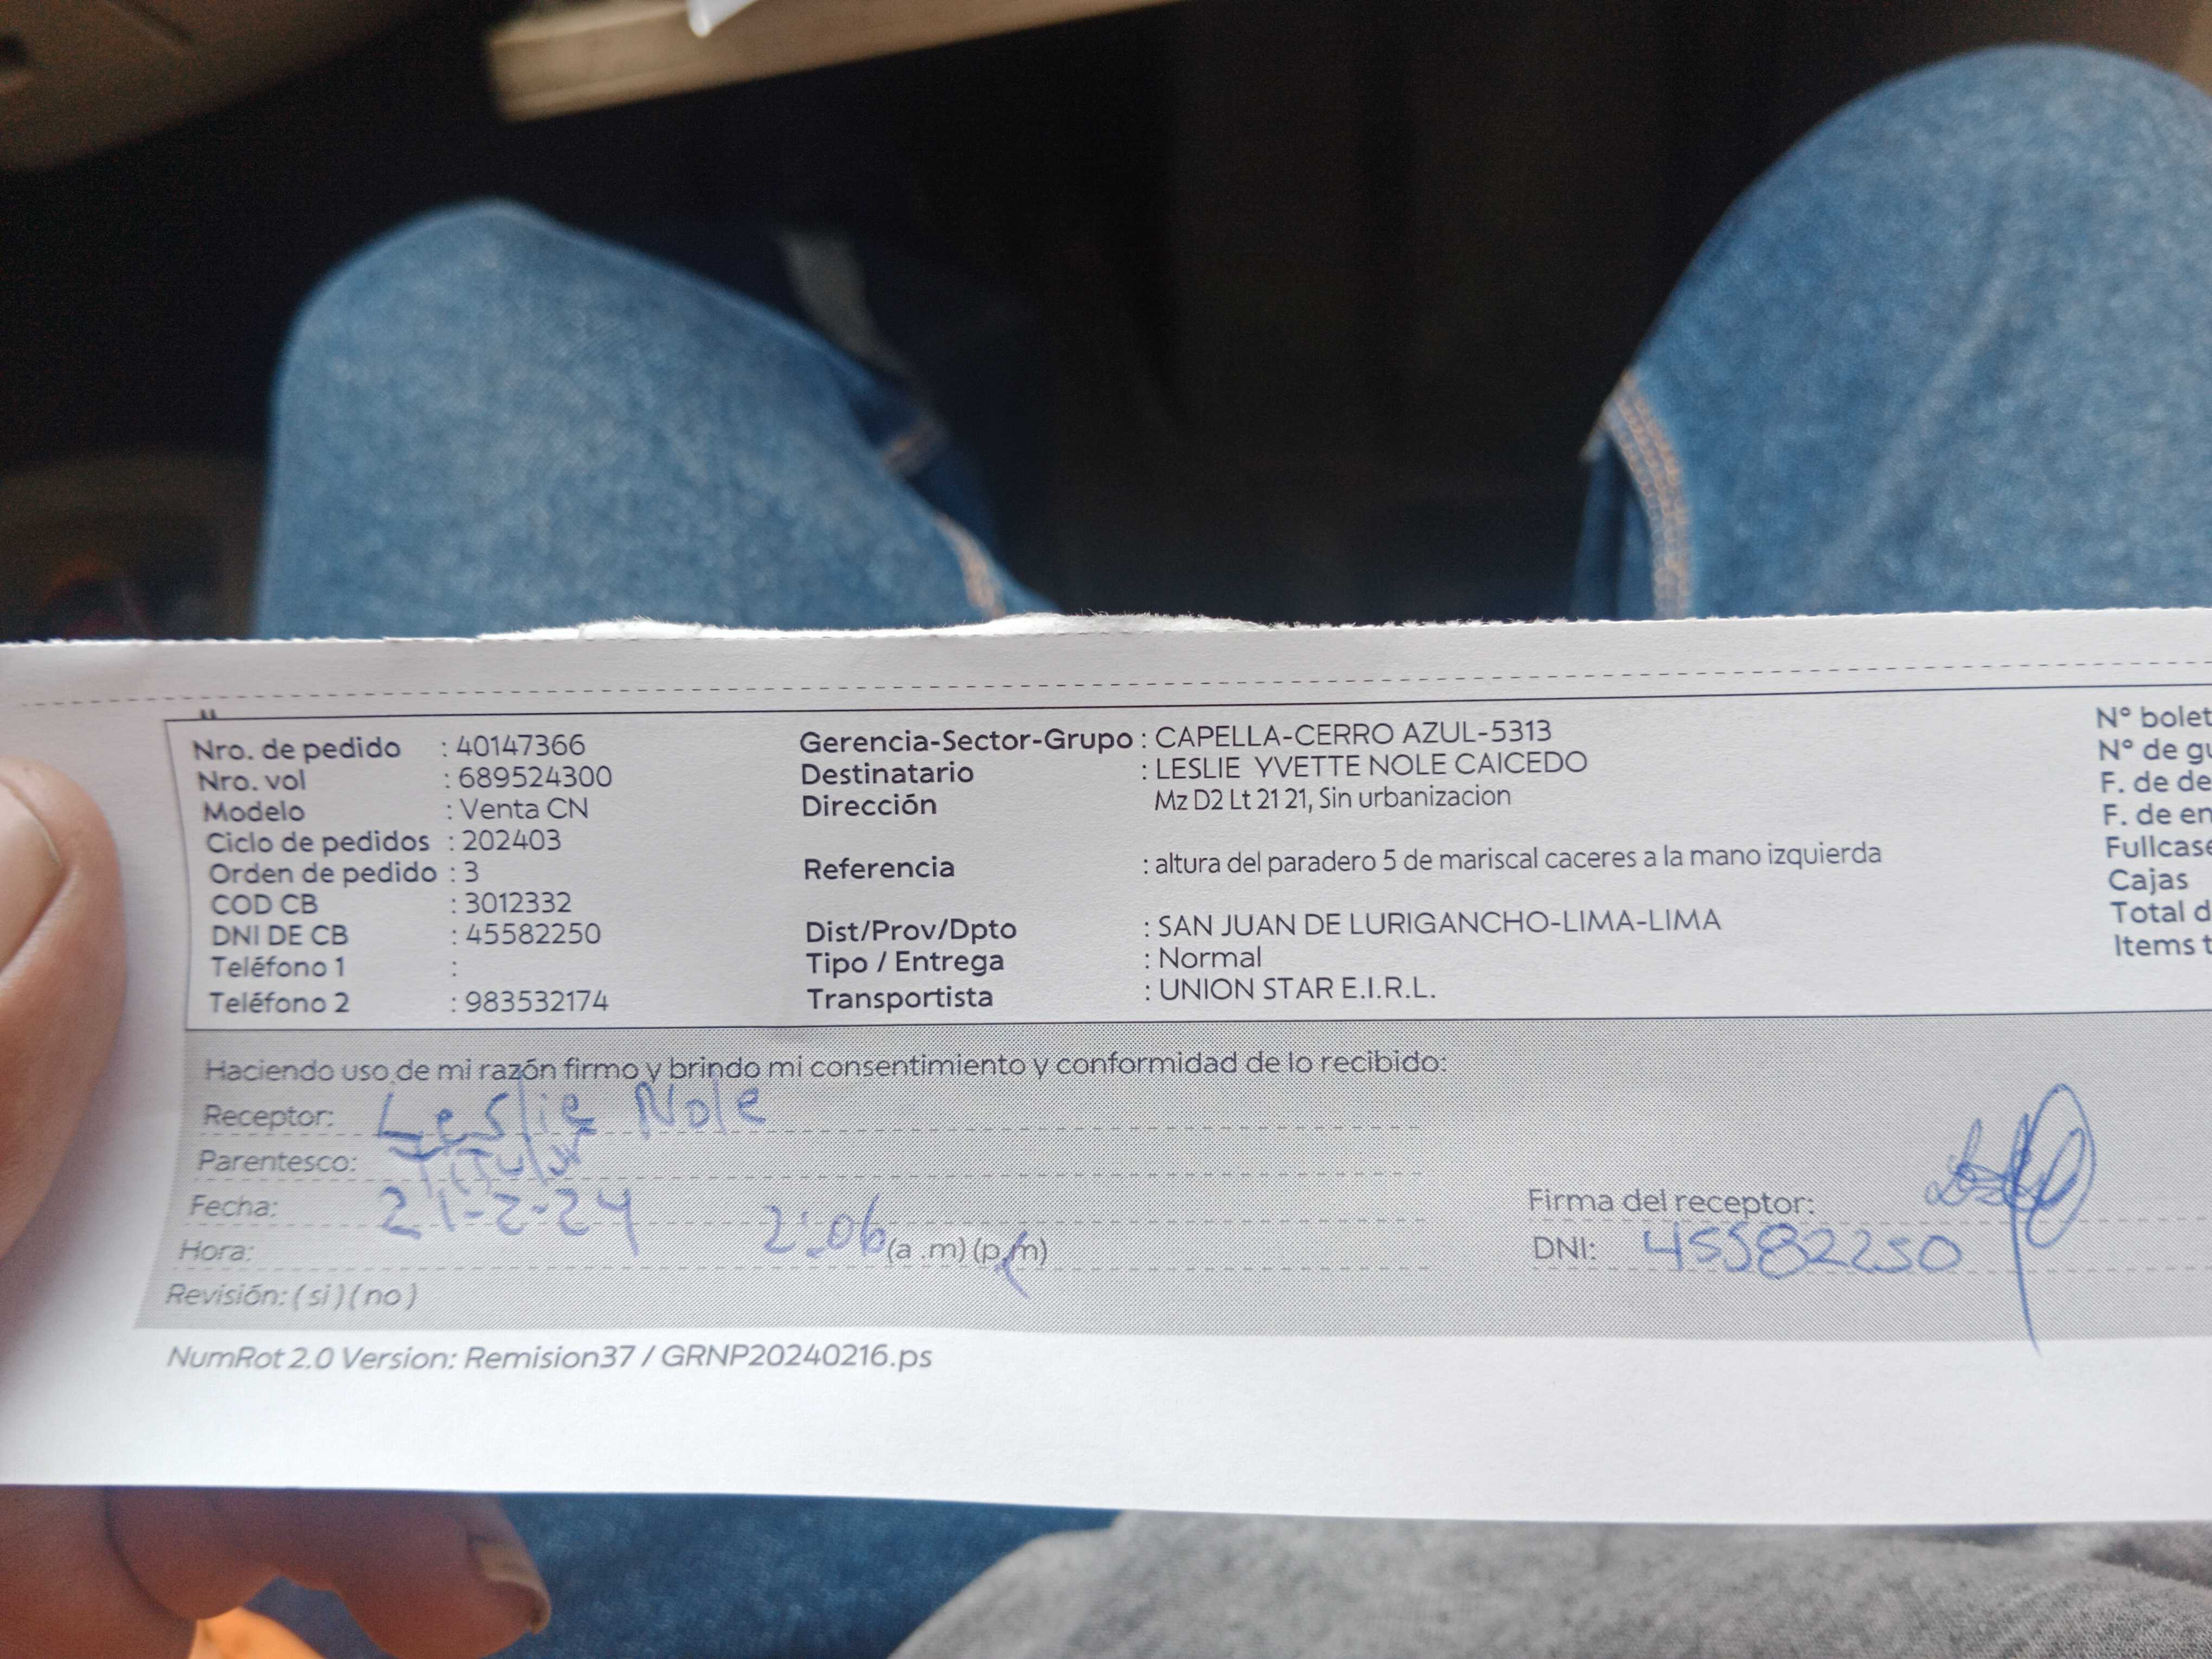 Nro. de pedido : 40147366
Nro. vol : 689524300
Modelo : Venta CN
Ciclo de pedidos : 202403
Orden de pedido : 3
COD CB : 3012332
DNI DE CB : 45582250
Teléfono 1 :
Teléfono 2 : 983532174
Gerencia-Sector-Grupo : CAPELLA-CERRO AZUL-5313
Destinatario : LESLIE YVETTE NOLE CAICEDO
Dirección Mz D2 Lt 21 21, Sin urbanizacion
Referencia : altura del paradero 5 de mariscal caceres a la mano izquierda
Dist/Prov/Dpto : SAN JUAN DE LURIGANCHO-LIMA-LIMA
Tipo / Entrega : Normal
Transportista : UNION STAR E.I.R.L.
N° bolet
N° de gu
F. de de
F. de en
Fullcase
Cajas
Total d
Items t
Haciendo uso de mi razón firmo y brindo mi consentimiento y conformidad de lo recibido:
Receptor: Leslie Nole
Parentesco: Titular
Fecha: 21-2-24
Hora: 2:06 (a .m) (p.m)
Revisión: ( si ) ( no )
Firma del receptor:
DNI: 45582250
NumRot 2.0 Version: Remision37 / GRNP20240216.ps